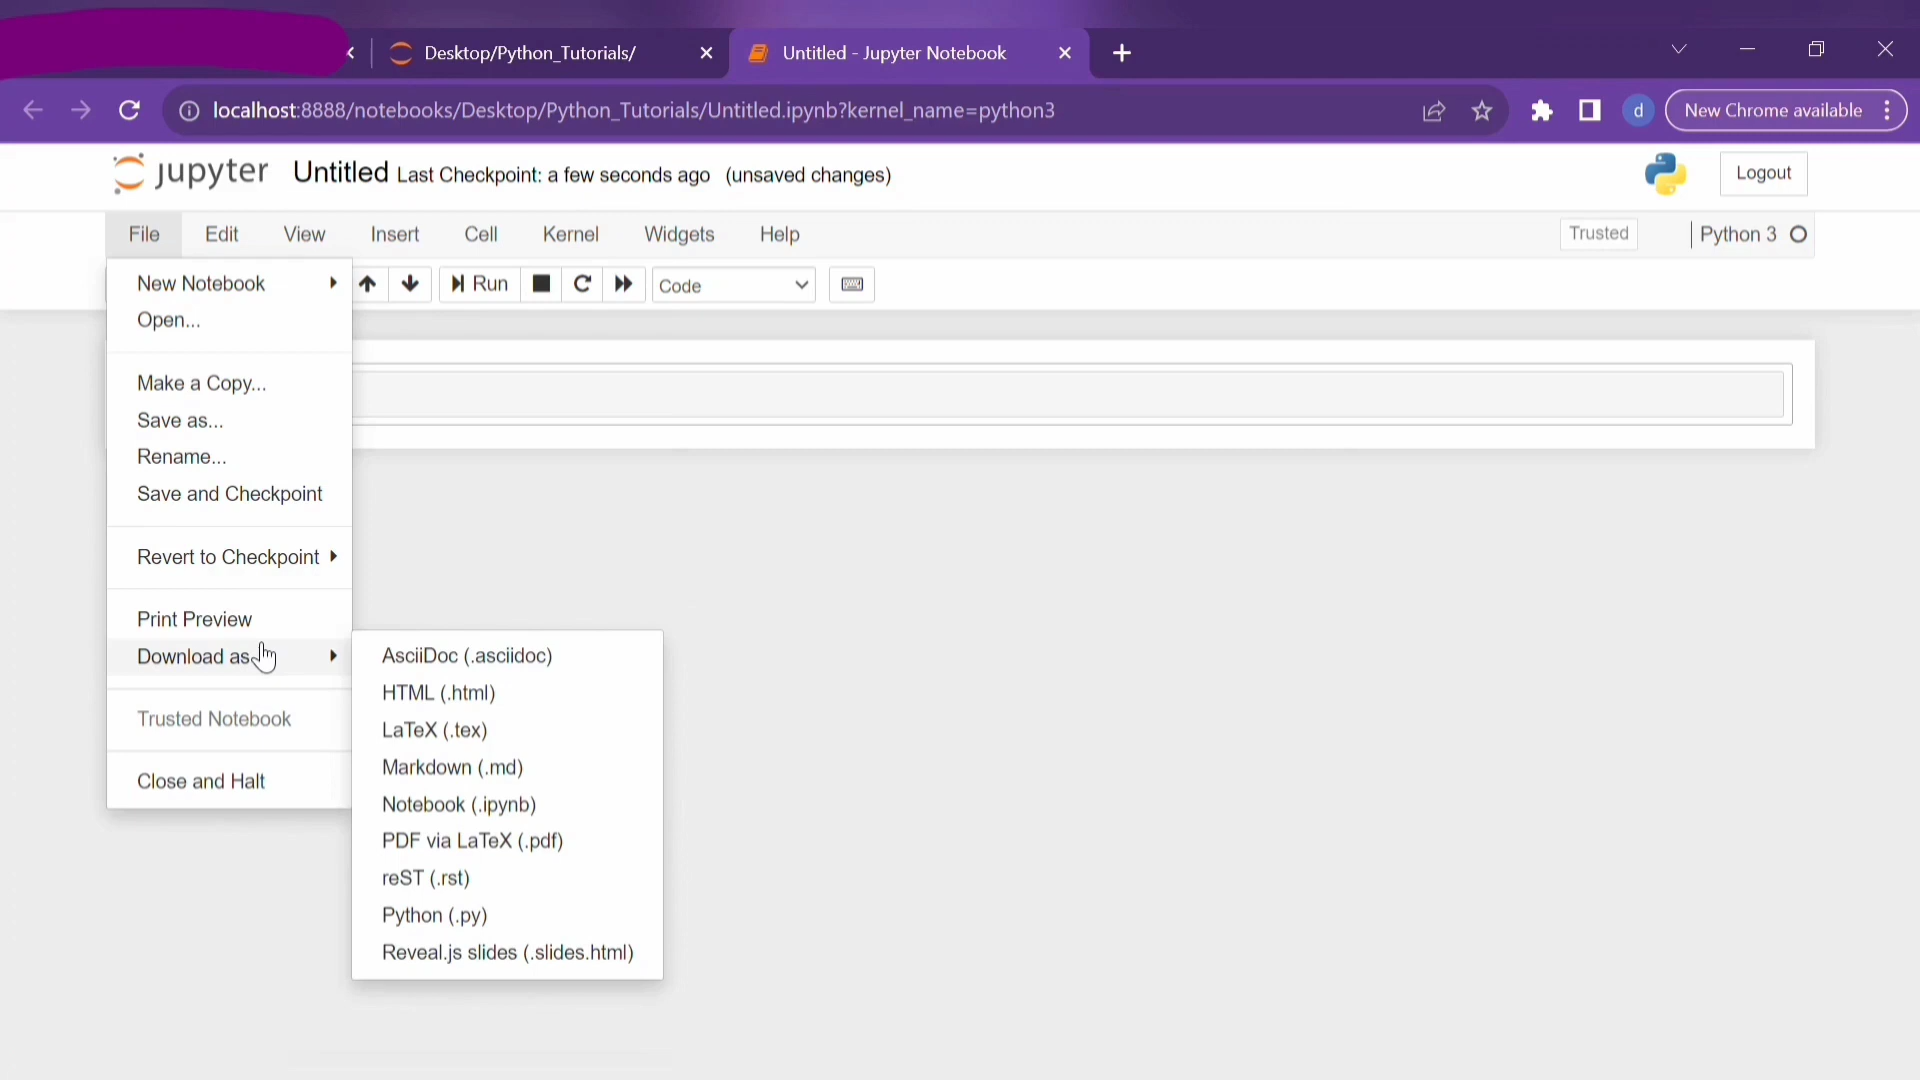 Desktop/Python_Tutorials/
Untitled - Jupyter Notebook
localhost:8888/notebooks/Desktop/Python_Tutorials/Untitled.ipynb?kernel_name=python3
d
New Chrome available
jupyter
Untitled Last Checkpoint: a few seconds ago (unsaved changes)
Logout
File Edit View Insert Cell Kernel Widgets Help
Trusted
Python 3
New Notebook
Run
Code
Open...
Make a Copy...
Save as...
Rename...
Save and Checkpoint
Revert to Checkpoint
Print Preview
Download as
Trusted Notebook
Close and Halt
AsciiDoc (.asciidoc)
HTML (.html)
LaTeX (.tex)
Markdown (.md)
Notebook (.ipynb)
PDF via LaTeX (.pdf)
reST (.rst)
Python (.py)
Reveal.js slides (.slides.html)